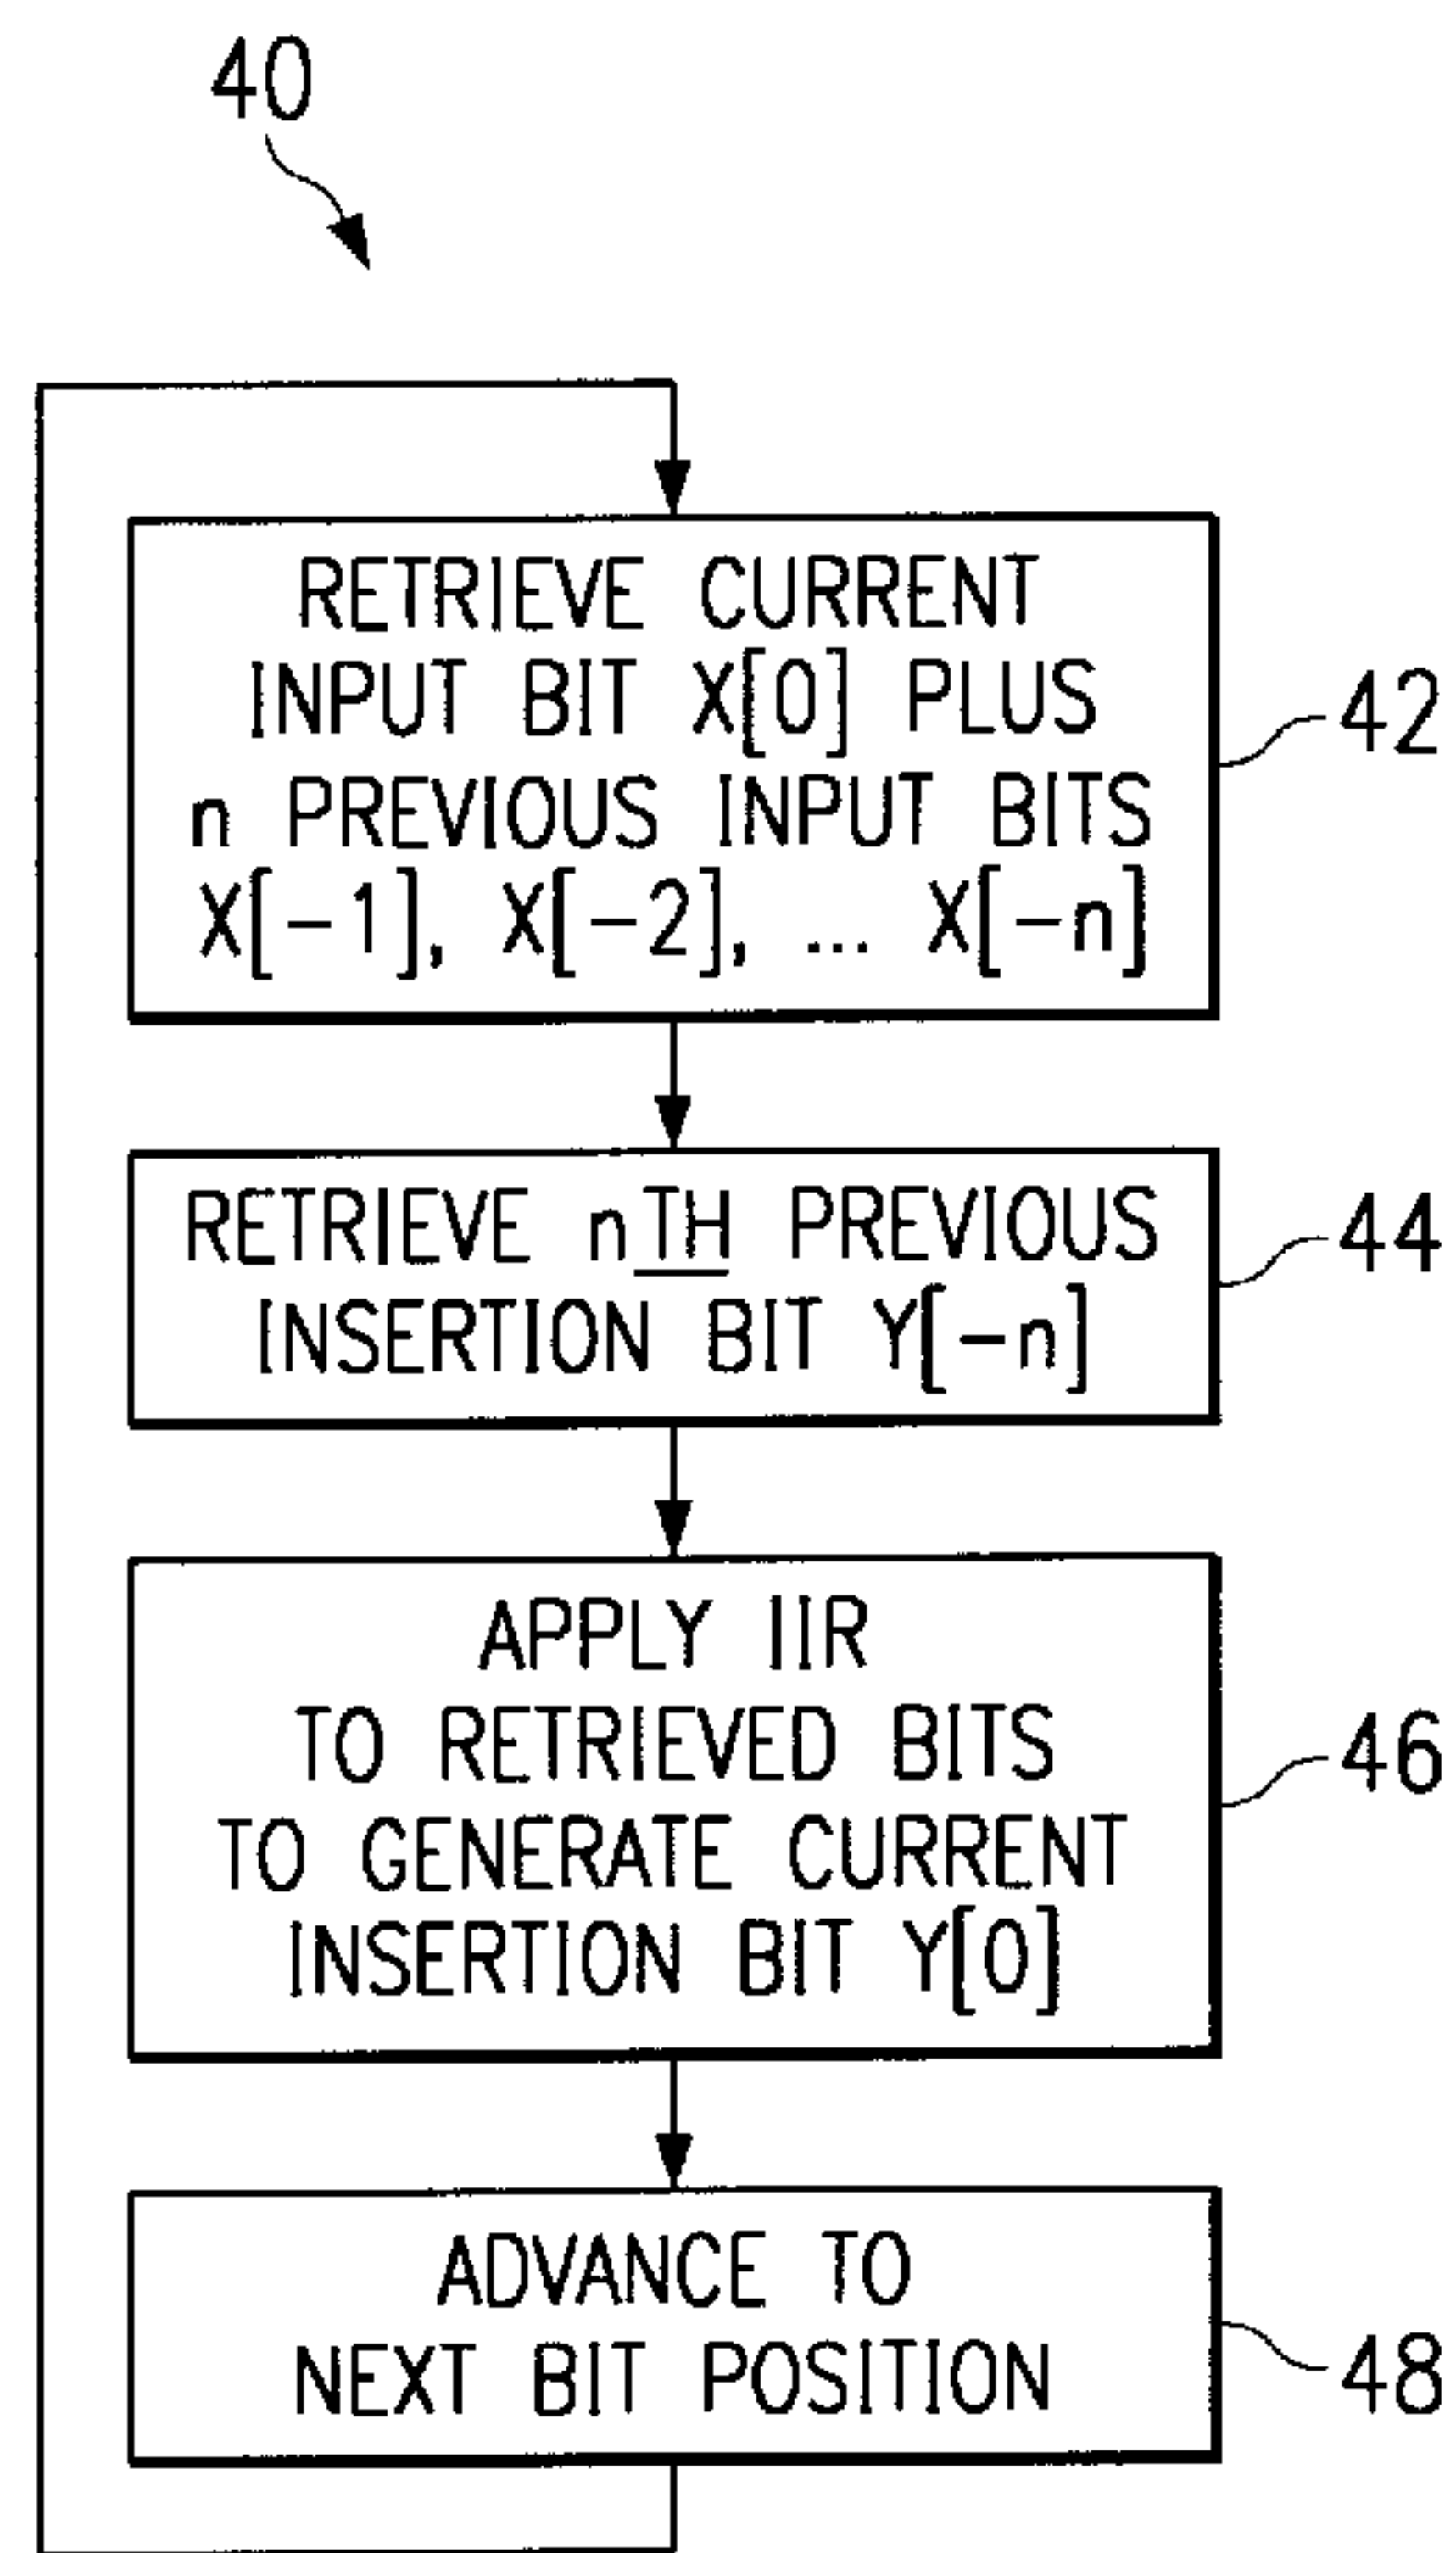 40
RETRIEVE CURRENT
INPUT BIT X[0] PLUS
n PREVIOUS INPUT BITS
X[-1], X[-2], ... X[-n]
42
RETRIEVE nTH PREVIOUS
INSERTION BIT Y[-n]
44
APPLY IIR
TO RETRIEVED BITS
TO GENERATE CURRENT
INSERTION BIT Y[0]
46
ADVANCE TO
NEXT BIT POSITION
48